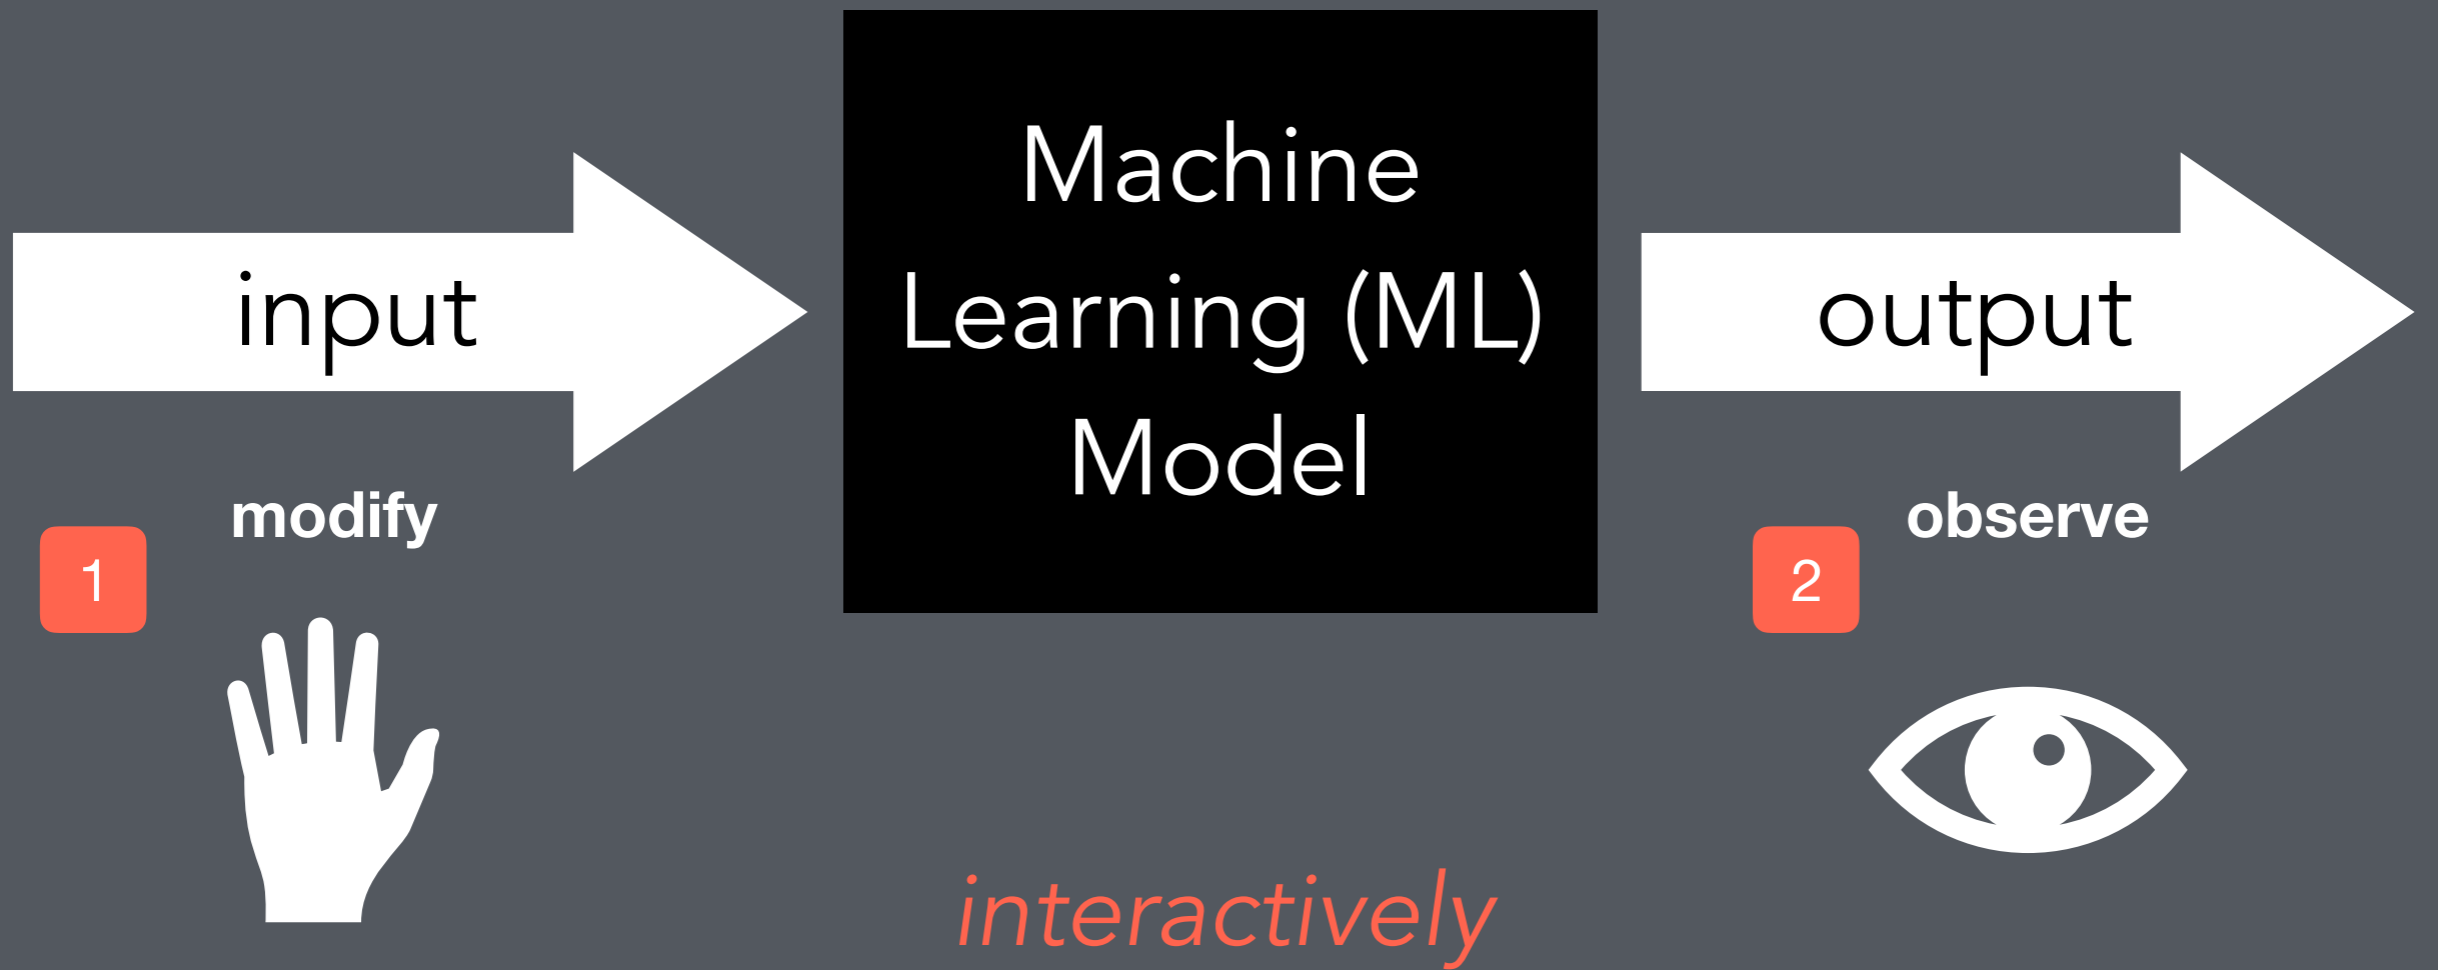 input
Machine
Learning (ML)
Model
output
modify
1
observe
2
interactively